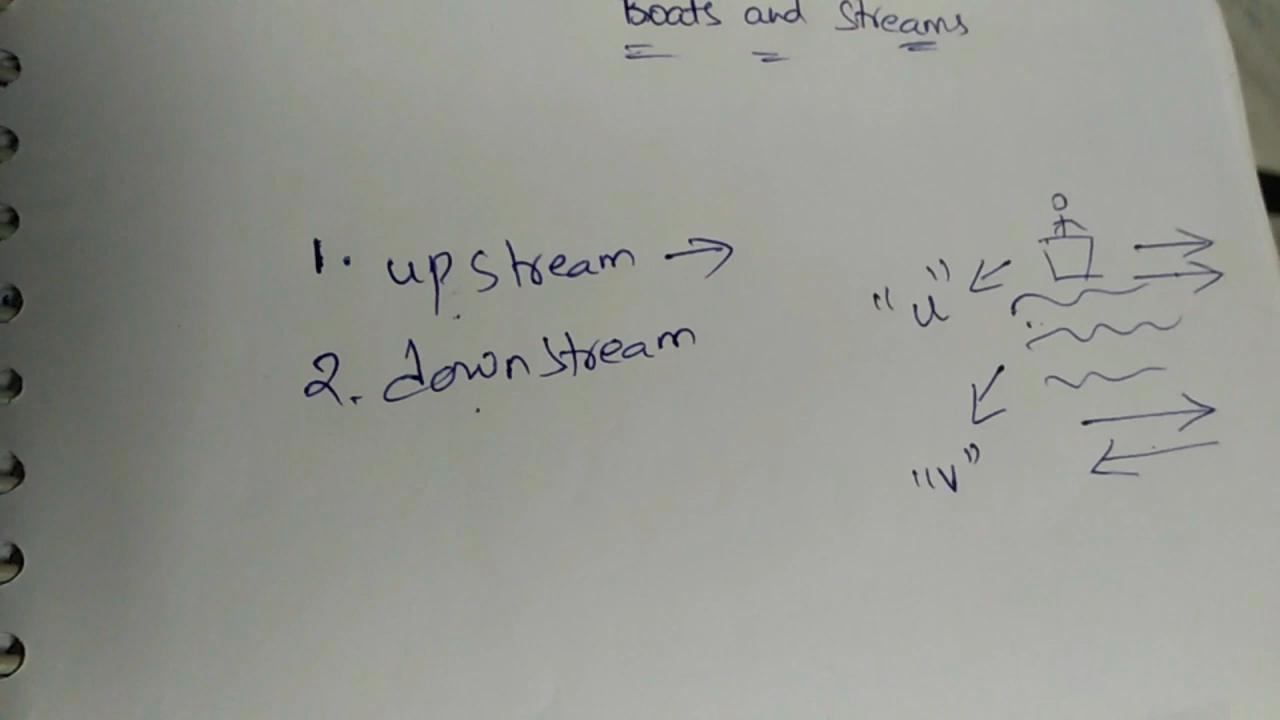 Boats and Streams
1. upstream →
2. downstream
"u"
"v"